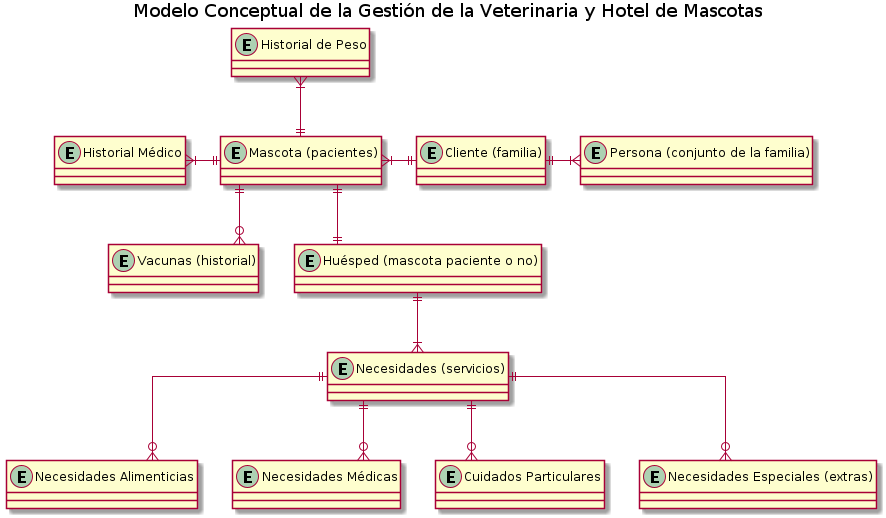 Modelo Conceptual de la Gestión de la Veterinaria y Hotel de Mascotas
E Historial de Peso
E Historial Médico
E Mascota (pacientes)
E Cliente (familia)
E Persona (conjunto de la familia)
E Vacunas (historial)
E Huésped (mascota paciente o no)
E Necesidades (servicios)
E Necesidades Alimenticias
E Necesidades Médicas
E Cuidados Particulares
E Necesidades Especiales (extras)